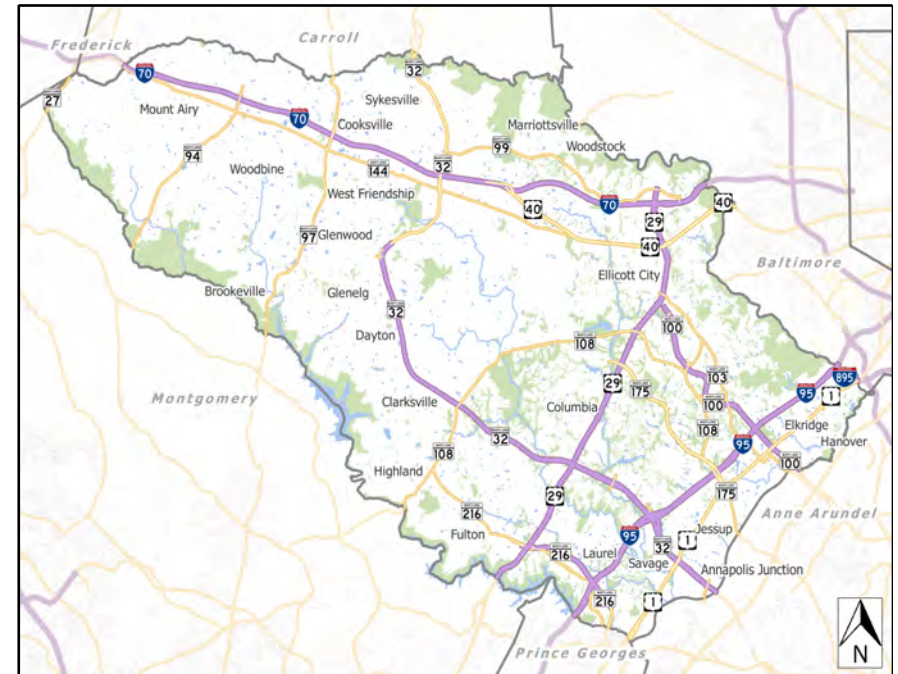 Frederick
Carroll
32
70
27
Mount Airy
Sykesville
70
Cooksville
Marriottsville
99
Woodstock
94
144
32
Woodbine
West Friendship
40
70
40
29
97
Glenwood
40
Baltimore
Ellicott City
Brookeville
Glenelg
32
100
Dayton
108
103
895
29
175
95
1
Montgomery
Clarksville
Columbia
100
Elkridge
108
32
108
95
Hanover
Highland
100
29
175
216
Anne Arundel
Fulton
95
Jessup
216
Laurel
32
1
Savage
Annapolis Junction
216
1
Prince Georges
N